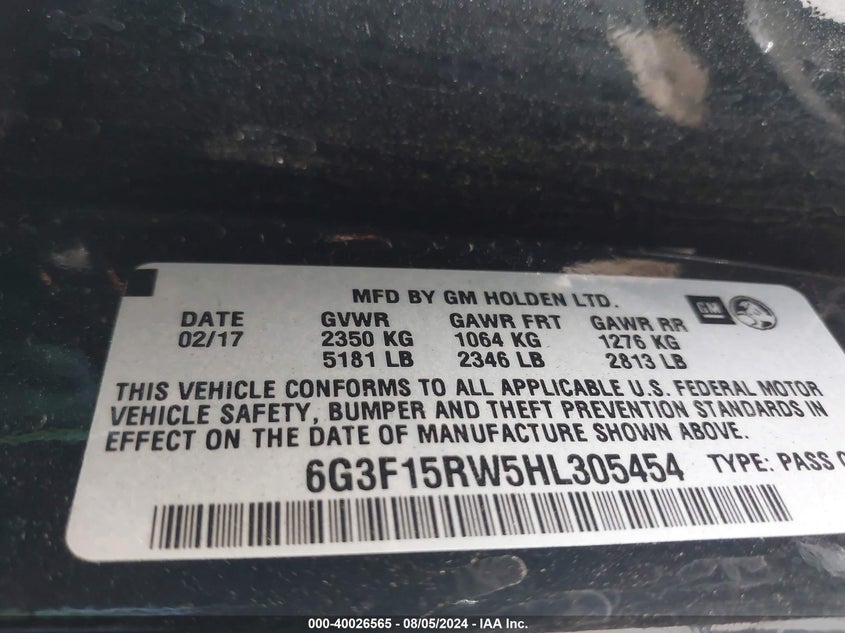 MFD BY GM HOLDEN LTD.
GM
DATE GVWR GAWR FRT GAWR RR
02/17 2350 KG 1064 KG 1276 KG
5181 LB 2346 LB 2813 LB
THIS VEHICLE CONFORMS TO ALL APPLICABLE U.S. FEDERAL MOTOR
VEHICLE SAFETY, BUMPER AND THEFT PREVENTION STANDARDS IN
EFFECT ON THE DATE OF MANUFACTURE SHOWN ABOVE.
6G3F15RW5HL305454 TYPE: PASS
000-40026565 - 08/05/2024 - IAA Inc.